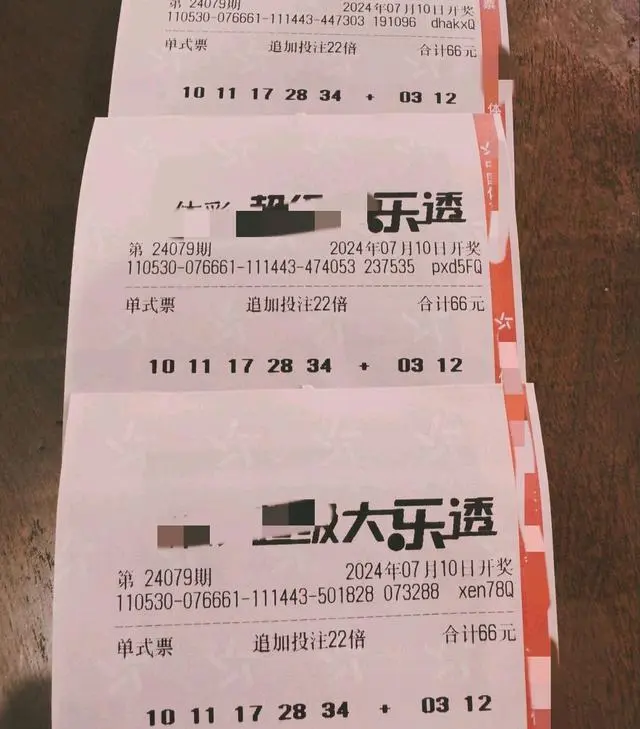 第 24079期 2024年07月10日开奖
110530-076661-111443-447303 191096 dhakxQ
单式票 追加投注22倍 合计66元
10 11 17 28 34 + 03 12
乐透
第 24079期 2024年07月10日开奖
110530-076661-111443-474053 237535 pxd5FQ
单式票 追加投注22倍 合计66元
10 11 17 28 34 + 03 12
大乐透
第 24079期 2024年07月10日开奖
110530-076661-111443-501828 073288 xen78Q
单式票 追加投注22倍 合计66元
10 11 17 28 34 + 03 12
票
体